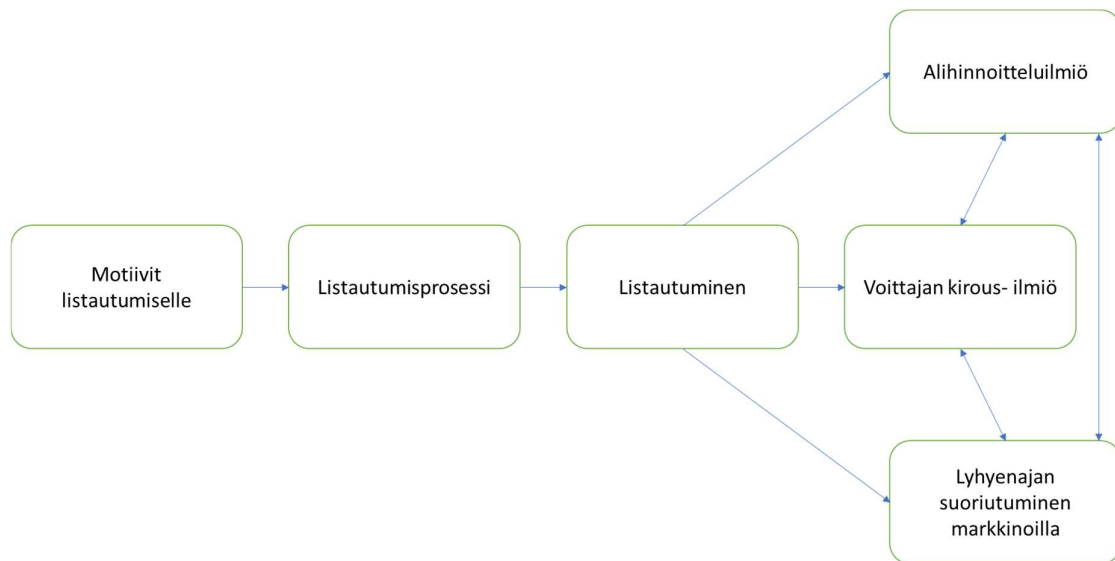 Alihinnoitteluilmiö
Motiivit
listautumiselle
Listautumisprosessi
Listautuminen
Voittajan kirous- ilmiö
Lyhyenajan
suoriutuminen
markkinoilla